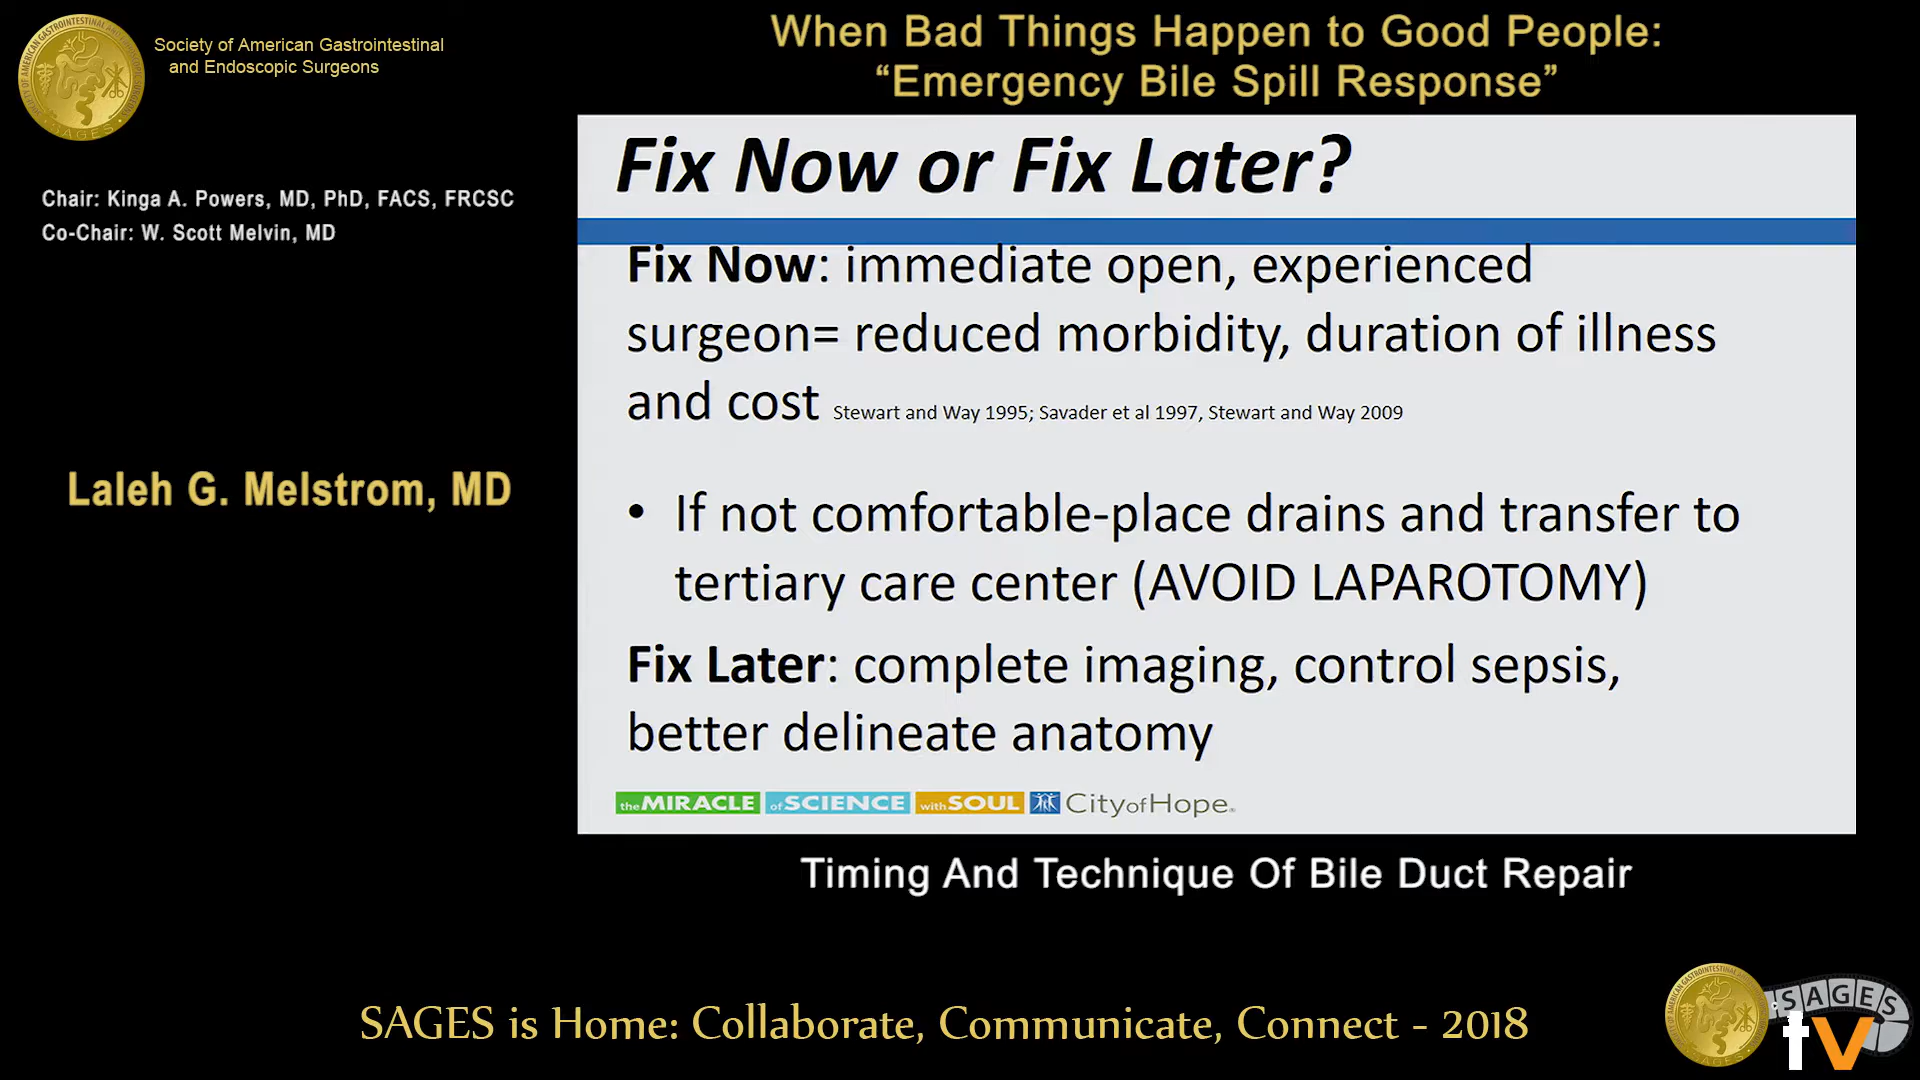 Society of American Gastrointestinal
and Endoscopic Surgeons
When Bad Things Happen to Good People:
“Emergency Bile Spill Response”
Chair: Kinga A. Powers, MD, PhD, FACS, FRCSC
Co-Chair: W. Scott Melvin, MD
Laleh G. Melstrom, MD
Fix Now or Fix Later?
Fix Now: immediate open, experienced
surgeon= reduced morbidity, duration of illness
and cost Stewart and Way 1995; Savader et al 1997, Stewart and Way 2009
• If not comfortable-place drains and transfer to
tertiary care center (AVOID LAPAROTOMY)
Fix Later: complete imaging, control sepsis,
better delineate anatomy
the MIRACLE of SCIENCE with SOUL CityofHope
Timing And Technique Of Bile Duct Repair
SAGES is Home: Collaborate, Communicate, Connect - 2018
SAGES
tv